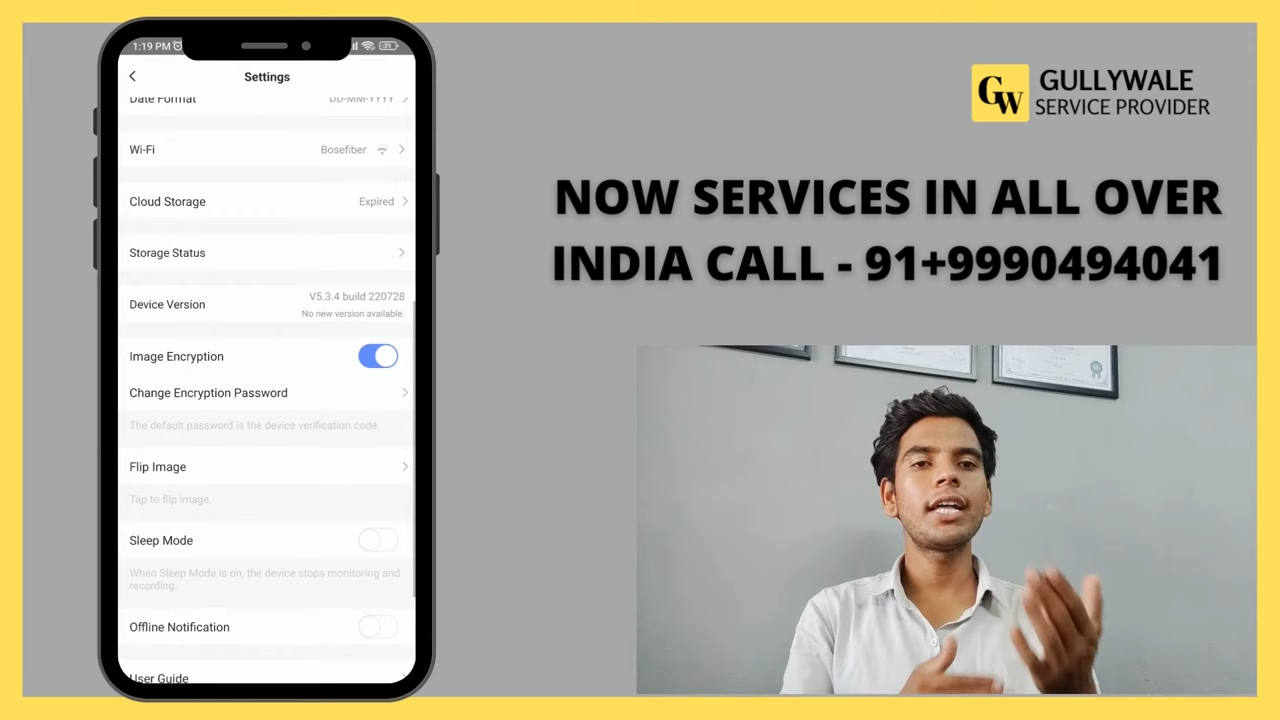 1:19 PM
Settings
Date Format DD-MM-YYYY
Wi-Fi Bosefiber
Cloud Storage Expired
Storage Status
Device Version V5.3.4 build 220728
No new version available.
Image Encryption
Change Encryption Password
The default password is the device verification code.
Flip Image
Tap to flip image.
Sleep Mode
When Sleep Mode is on, the device stops monitoring and
recording.
Offline Notification
User Guide
GW
GULLYWALE
SERVICE PROVIDER
NOW SERVICES IN ALL OVER
INDIA CALL - 91+9990494041